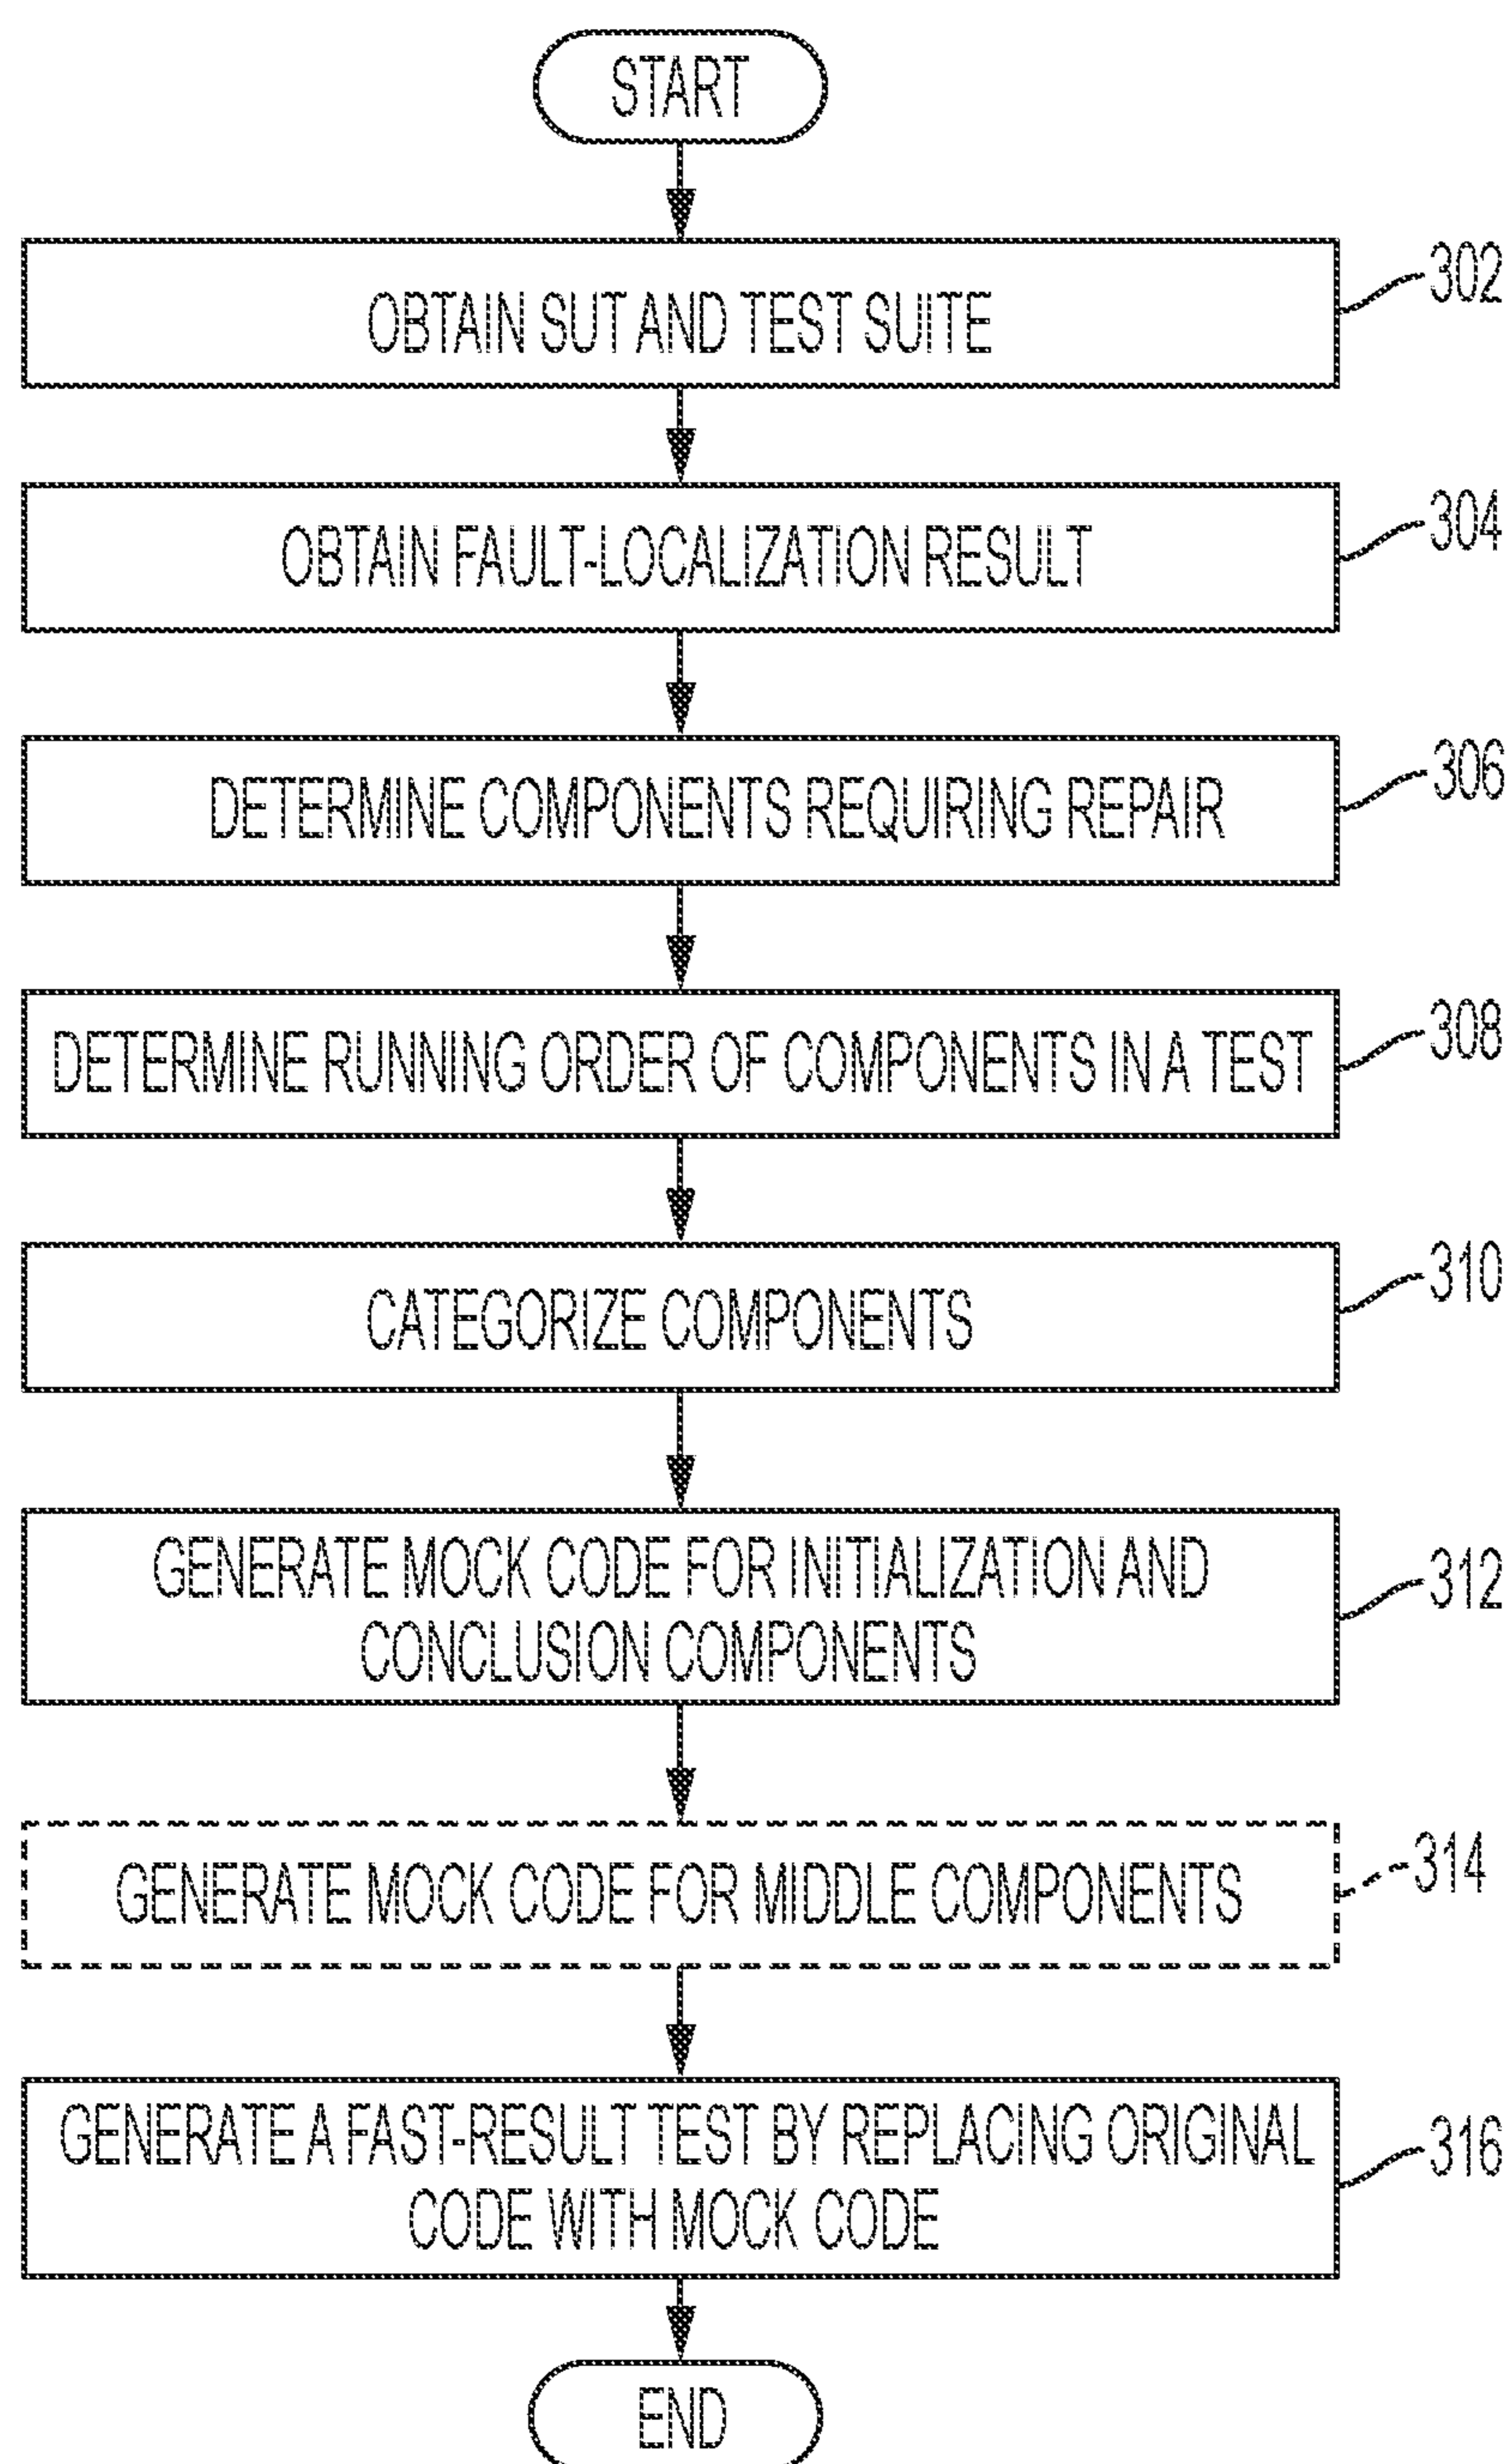 START
OBTAIN SUT AND TEST SUITE
302
OBTAIN FAULT-LOCALIZATION RESULT
304
DETERMINE COMPONENTS REQUIRING REPAIR
306
DETERMINE RUNNING ORDER OF COMPONENTS IN A TEST
308
CATEGORIZE COMPONENTS
310
GENERATE MOCK CODE FOR INITIALIZATION AND
CONCLUSION COMPONENTS
312
GENERATE MOCK CODE FOR MIDDLE COMPONENTS
314
GENERATE A FAST-RESULT TEST BY REPLACING ORIGINAL
CODE WITH MOCK CODE
316
END